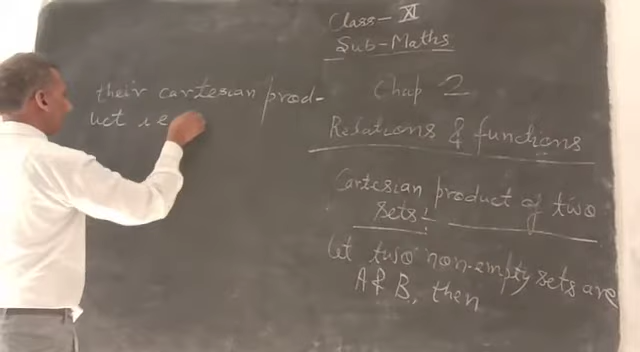 Class - XI
Sub-Maths
Chap 2
Relations & functions
Cartesian product of two
sets:
let two non-empty sets are
A & B, then
their cartesian prod-
uct i e